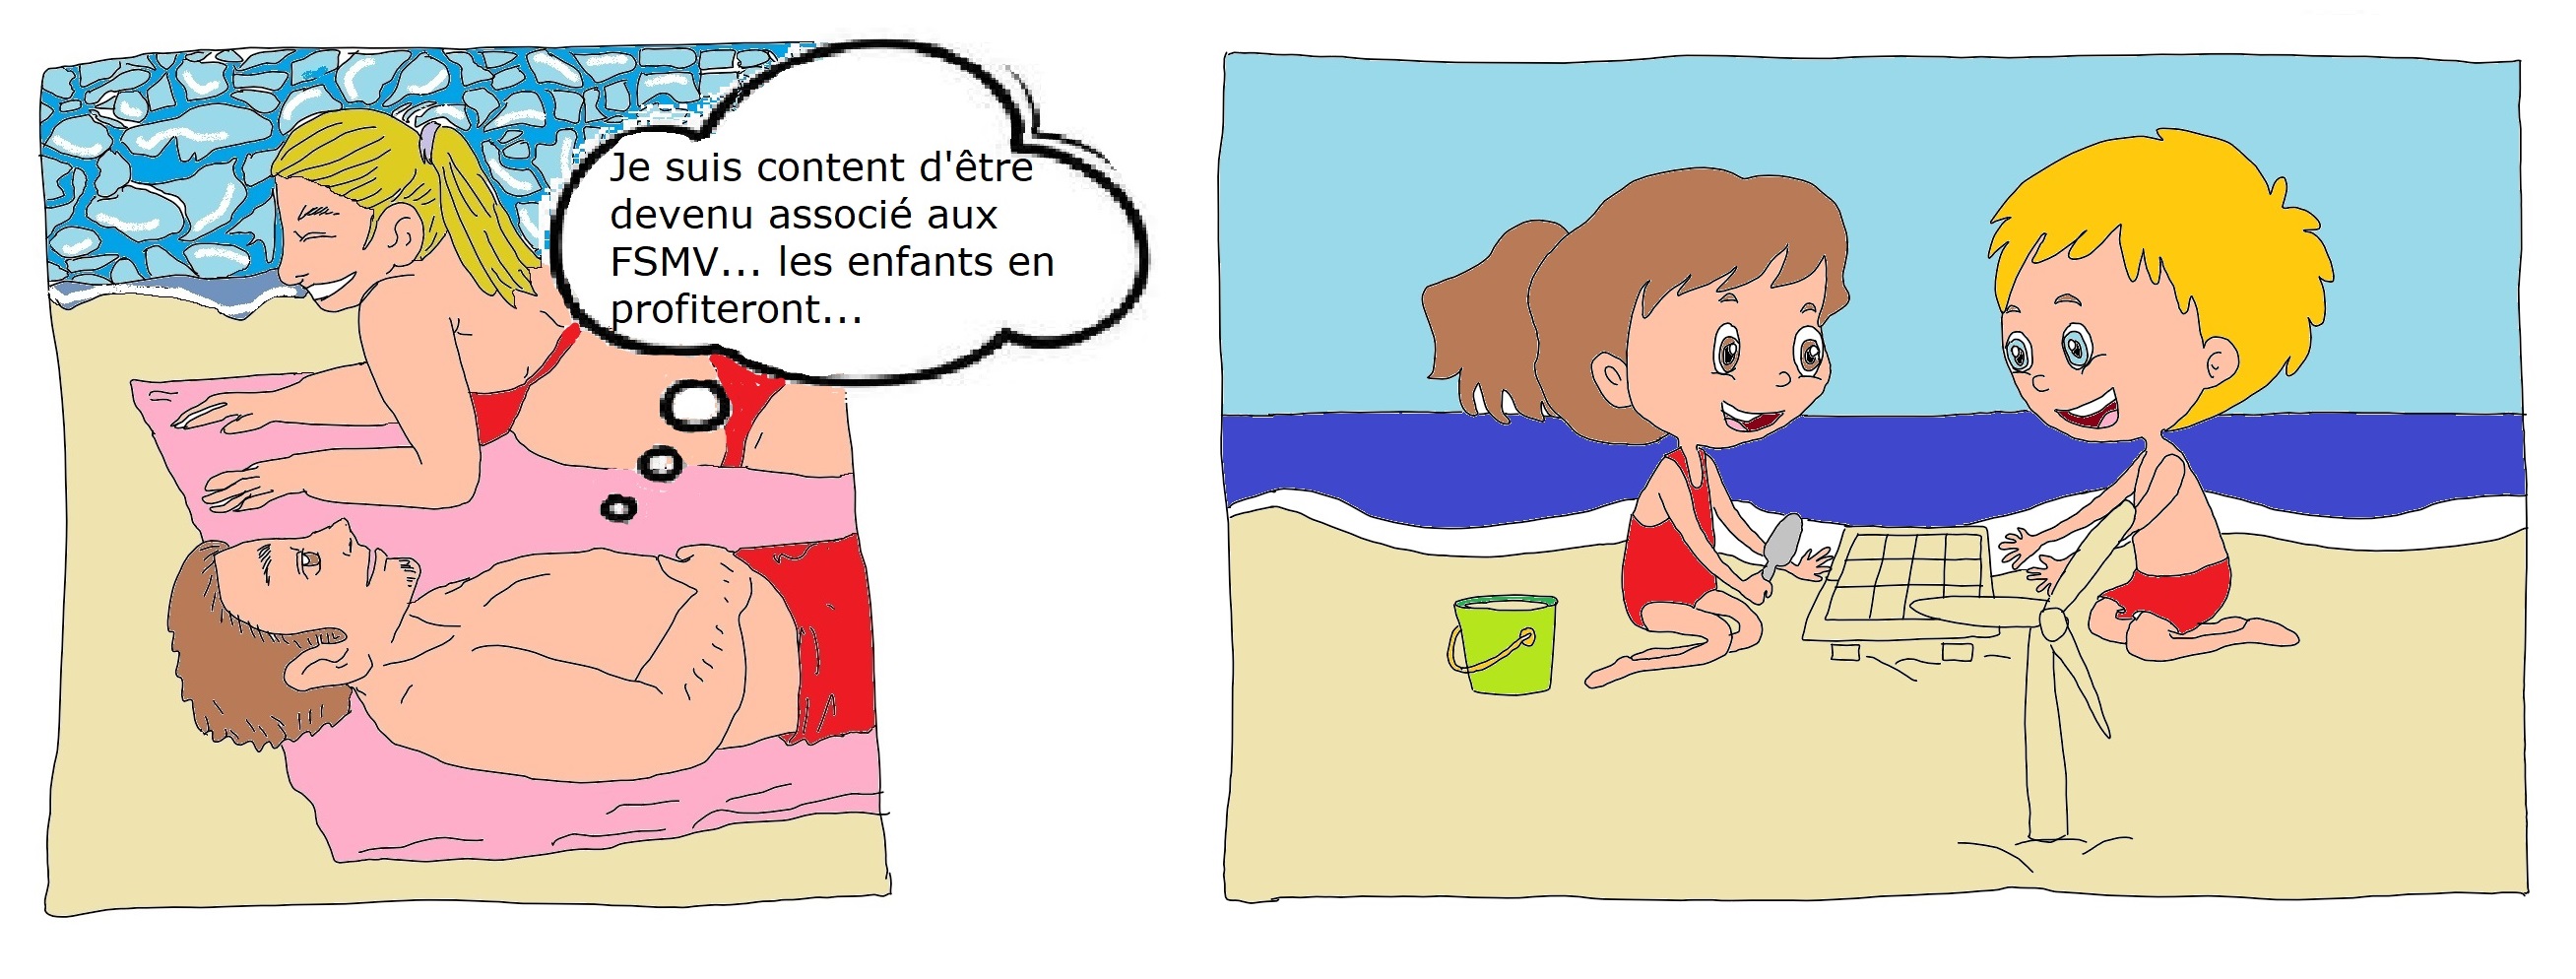 Je suis content d'être
devenu associé aux
FSMV... les enfants en
profiteront...